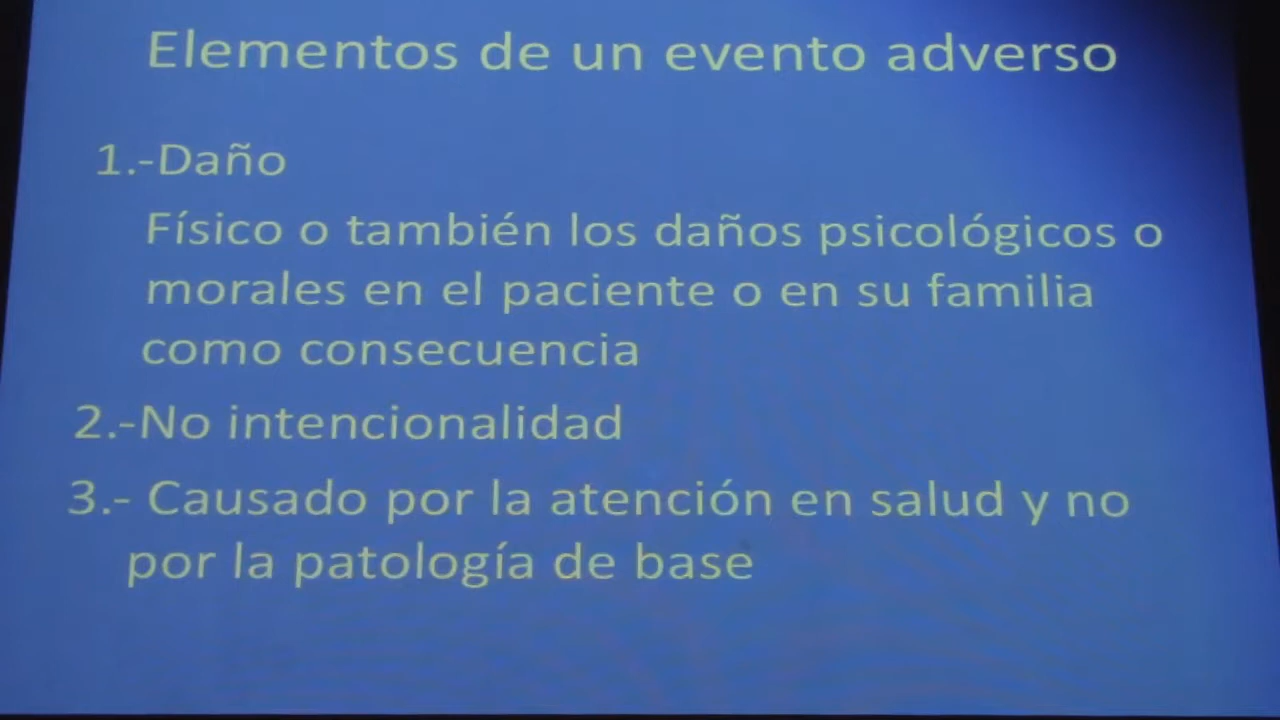 Elementos de un evento adverso
1.-Daño
Físico o también los daños psicológicos o
morales en el paciente o en su familia
como consecuencia
2.-No intencionalidad
3.- Causado por la atención en salud y no
por la patología de base